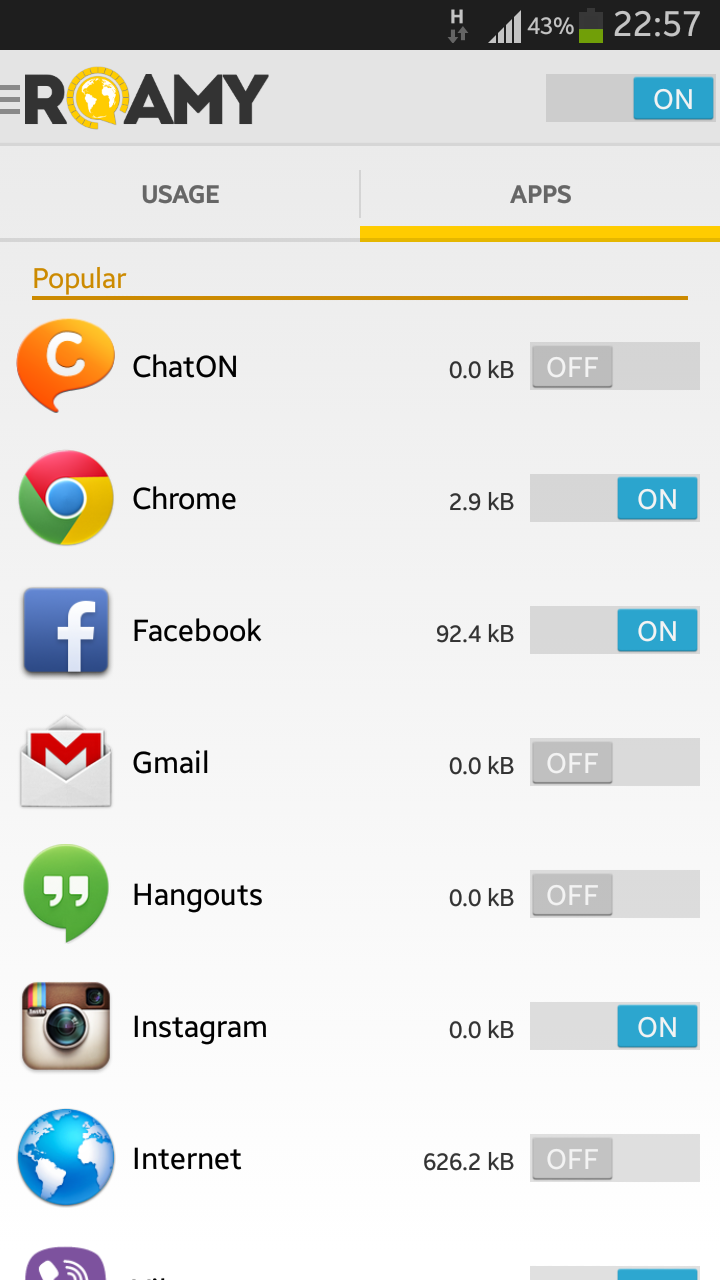 H 43% 22:57
ROAMY ON
USAGE APPS
Popular
ChatON 0.0 kB OFF
Chrome 2.9 kB ON
Facebook 92.4 kB ON
Gmail 0.0 kB OFF
Hangouts 0.0 kB OFF
Instagram 0.0 kB ON
Internet 626.2 kB OFF